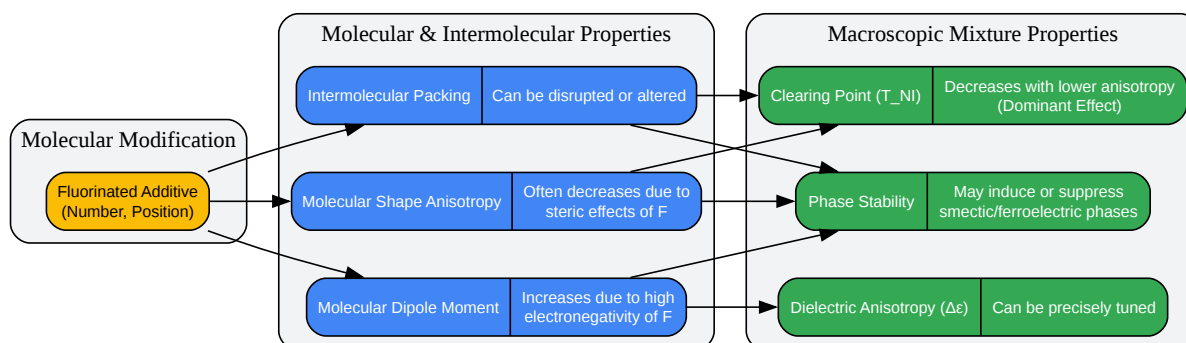 Molecular Modification
Fluorinated Additive
(Number, Position)
Molecular & Intermolecular Properties
Intermolecular Packing
Can be disrupted or altered
Molecular Shape Anisotropy
Often decreases due to
steric effects of F
Molecular Dipole Moment
Increases due to high
electronegativity of F
Macroscopic Mixture Properties
Clearing Point (T_NI)
Decreases with lower anisotropy
(Dominant Effect)
Phase Stability
May induce or suppress
smectic/ferroelectric phases
Dielectric Anisotropy (Δε)
Can be precisely tuned